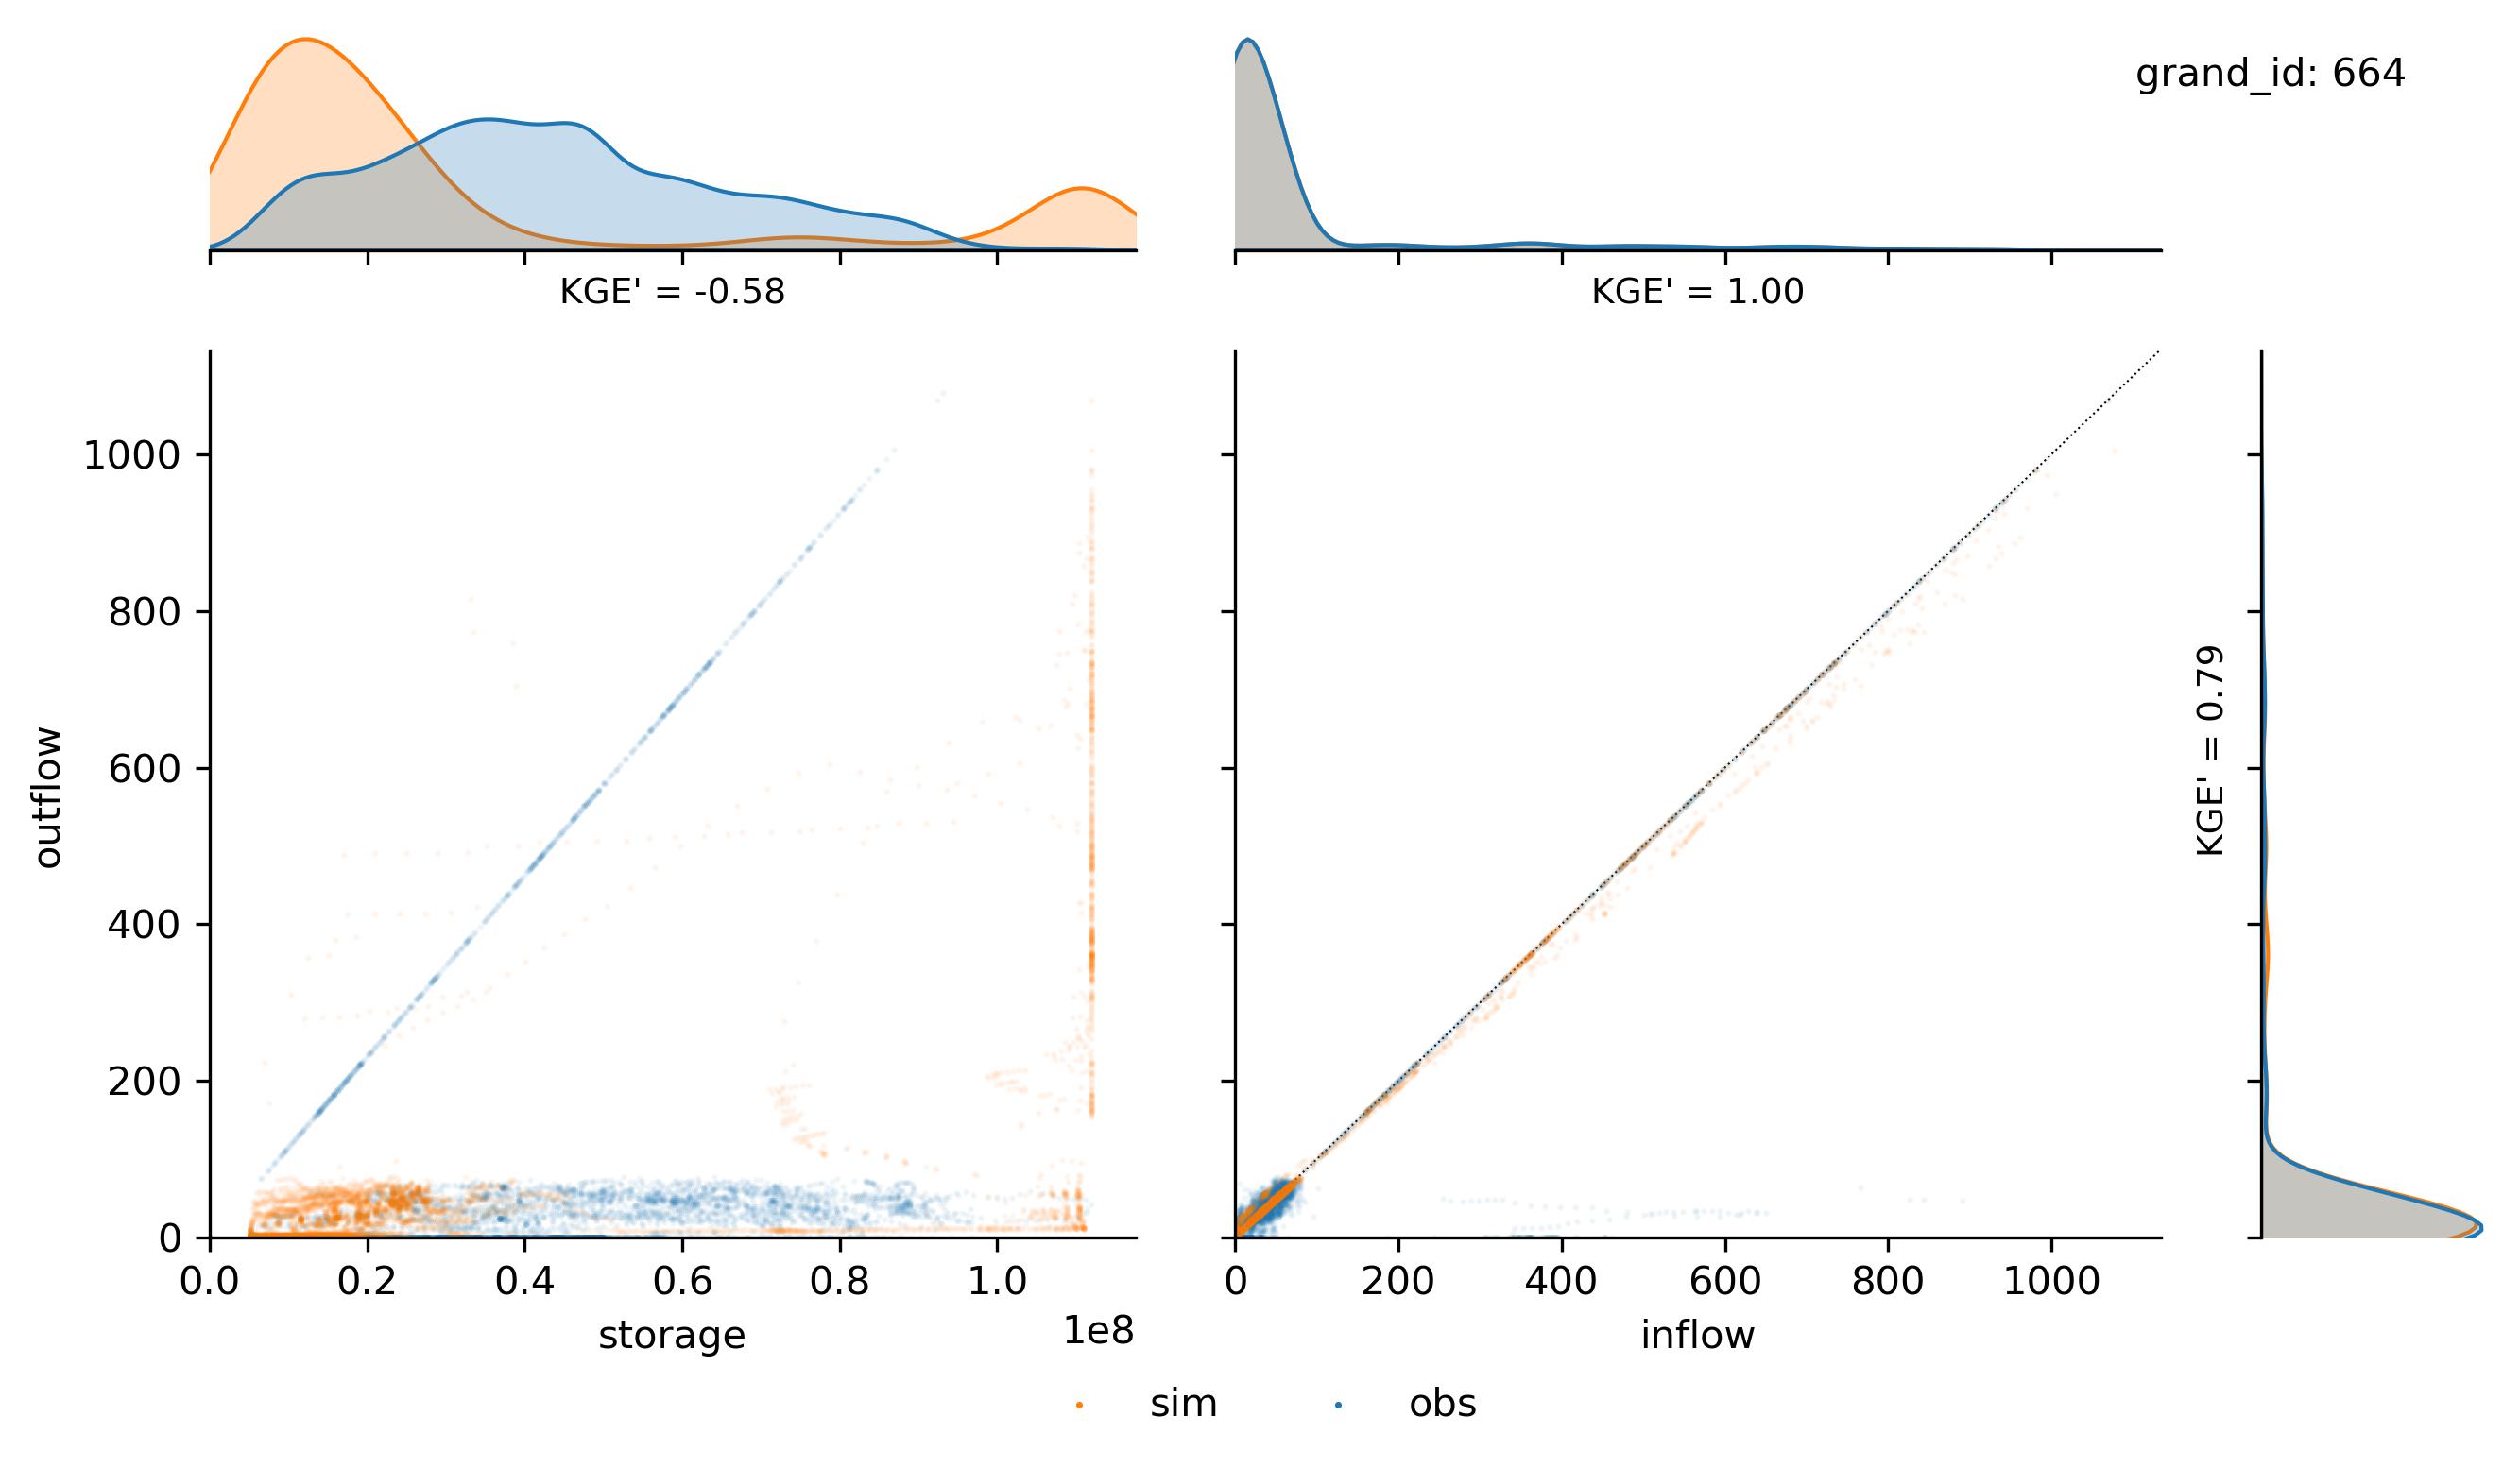 grand_id: 664
KGE' = -0.58
KGE' = 1.00
1000
800
600
400
200
0
outflow
KGE' = 0.79
0.0 0.2 0.4 0.6 0.8 1.0
1e8
storage
0 200 400 600 800 1000
inflow
sim obs